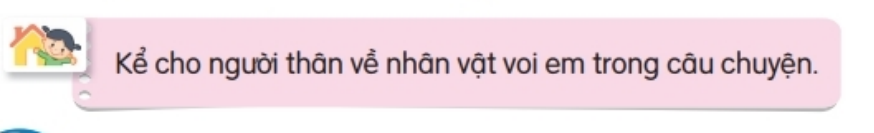 Kể cho người thân về nhân vật voi em trong câu chuyện.